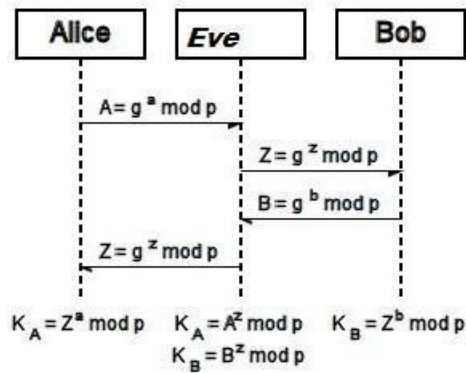 Alice Eve Bob
A = g^a mod p
Z = g^z mod p
B = g^b mod p
Z = g^z mod p
K_A = Z^a mod p K_A = A^z mod p K_B = Z^b mod p
K_B = B^z mod p